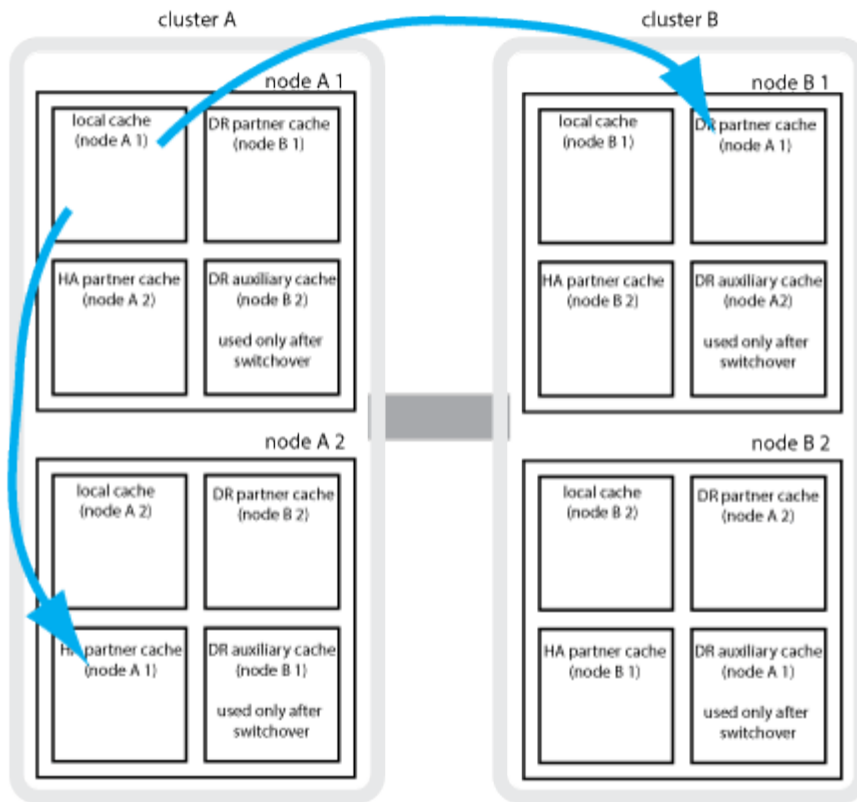 cluster A
cluster B
node A 1
local cache
(node A 1)
DR partner cache
(node B 1)
HA partner cache
(node A 2)
DR auxiliary cache
(node B 2)
used only after
switchover
node B 1
local cache
(node B 1)
DR partner cache
(node A 1)
HA partner cache
(node B 2)
DR auxiliary cache
(node A2)
used only after
switchover
node A 2
local cache
(node A 2)
DR partner cache
(node B 2)
HA partner cache
(node A 1)
DR auxiliary cache
(node B 1)
used only after
switchover
node B 2
local cache
(node B 2)
DR partner cache
(node A 2)
HA partner cache
(node B 1)
DR auxiliary cache
(node A 1)
used only after
switchover